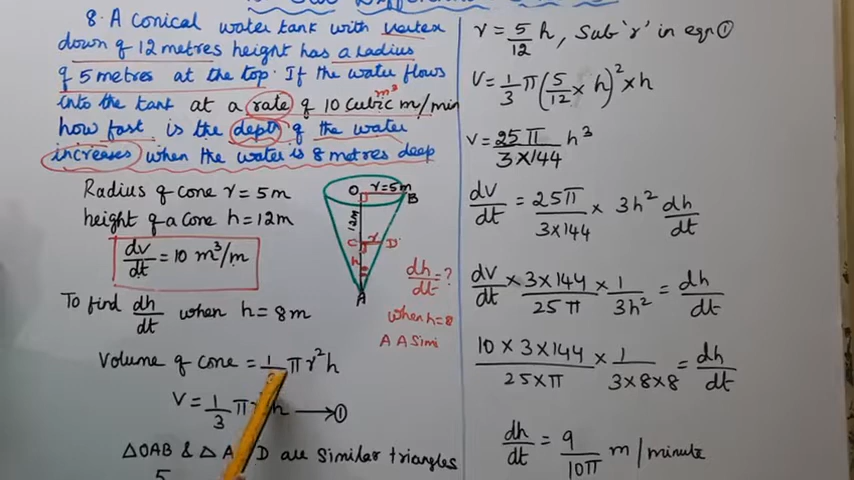 8. A conical water tank with vertex
down of 12 metres height has a radius
of 5 metres at the top. If the water flows
into the tank at a rate of 10 cubic m/min
m³
how fast is the depth of the water
increases when the water is 8 metres deep
Radius of cone r = 5m
height of a cone h = 12m
dv/dt = 10 m³/m
To find dh/dt when h = 8m
Volume of cone = 1/3 πr²h
V = 1/3 π h → ①
△OAB & △A D are similar triangles
5
O r=5m B
12m
C r D
h
A
dh/dt = ?
when h=8
A A Simi
r = 5/12 h, Sub 'r' in eqn ①
V = 1/3 π (5/12 × h)² × h
V = 25π/3×144 h³
dv/dt = 25π/3×144 × 3h² dh/dt
dv/dt × 3×144/25π × 1/3h² = dh/dt
10×3×144/25×π × 1/3×8×8 = dh/dt
dh/dt = 9/10π m/minute